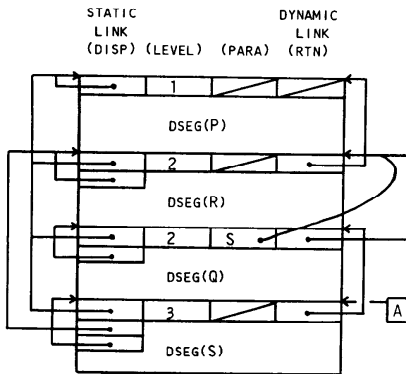 STATIC DYNAMIC
LINK LINK
(DISP) (LEVEL) (PARA) (RTN)
1
DSEG(P)
2
DSEG(R)
2 S
DSEG(Q)
3 A
DSEG(S)